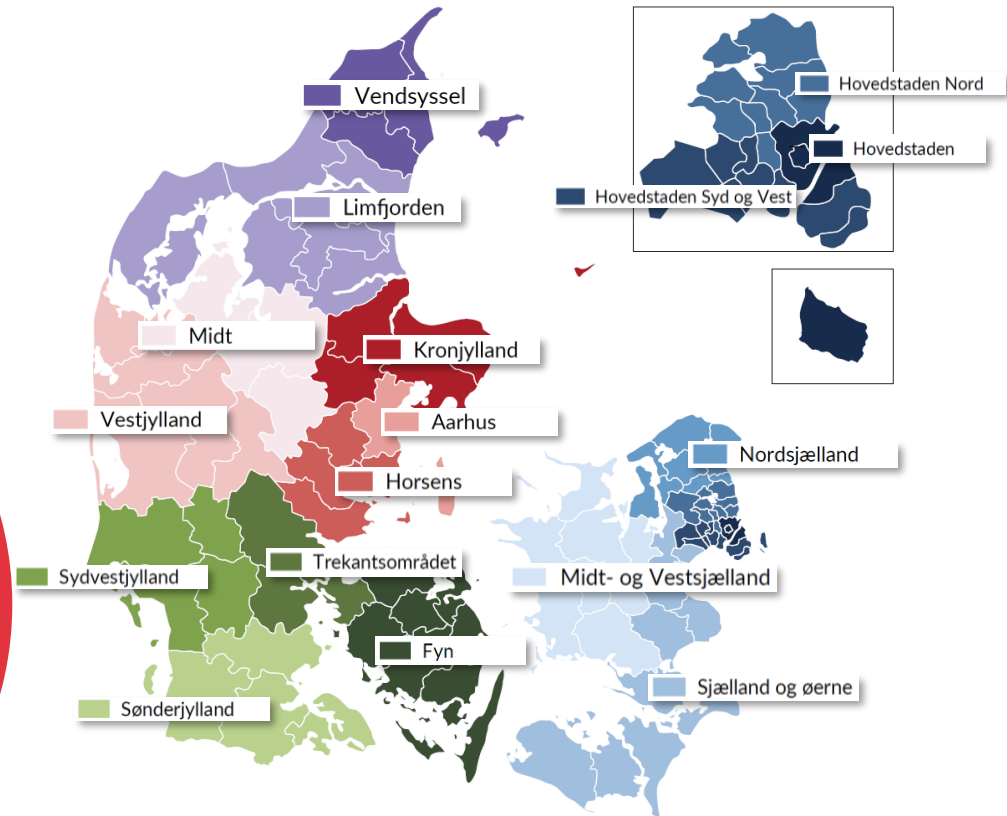 Vendsyssel
Hovedstaden Nord
Hovedstaden
Hovedstaden Syd og Vest
Limfjorden
Midt
Kronjylland
Vestjylland
Aarhus
Nordsjælland
Horsens
Trekantsområdet
Sydvestjylland
Midt- og Vestsjælland
Fyn
Sjælland og øerne
Sønderjylland